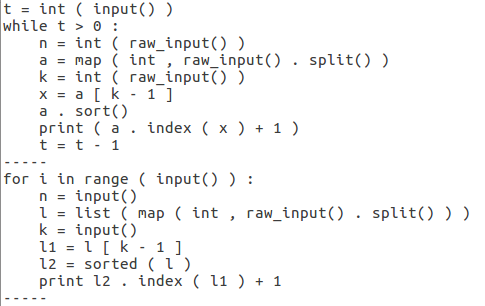 t = int ( input() )
while t > 0 :
    n = int ( raw_input() )
    a = map ( int , raw_input() . split() )
    k = int ( raw_input() )
    x = a [ k - 1 ]
    a . sort()
    print ( a . index ( x ) + 1 )
    t = t - 1
-----
for i in range ( input() ) :
    n = input()
    l = list ( map ( int , raw_input() . split() ) )
    k = input()
    l1 = l [ k - 1 ]
    l2 = sorted ( l )
    print l2 . index ( l1 ) + 1
-----